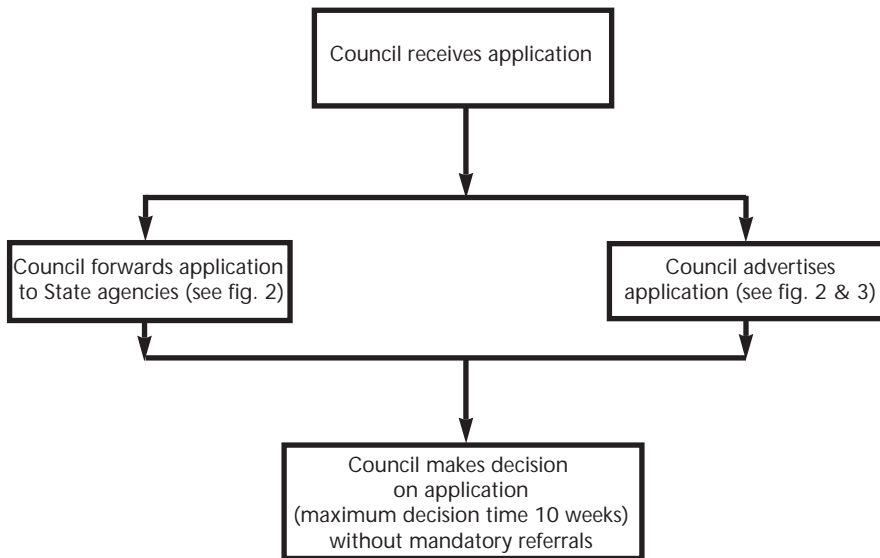 Council receives application
Council forwards application
to State agencies (see fig. 2)
Council advertises
application (see fig. 2 & 3)
Council makes decision
on application
(maximum decision time 10 weeks)
without mandatory referrals